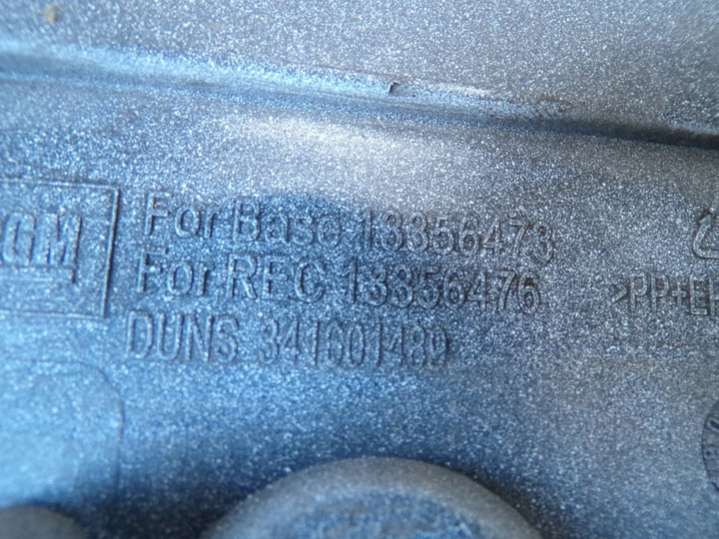 GM
For Base 13356473
For REC 13356476
>PP+E
DUNS 341601489